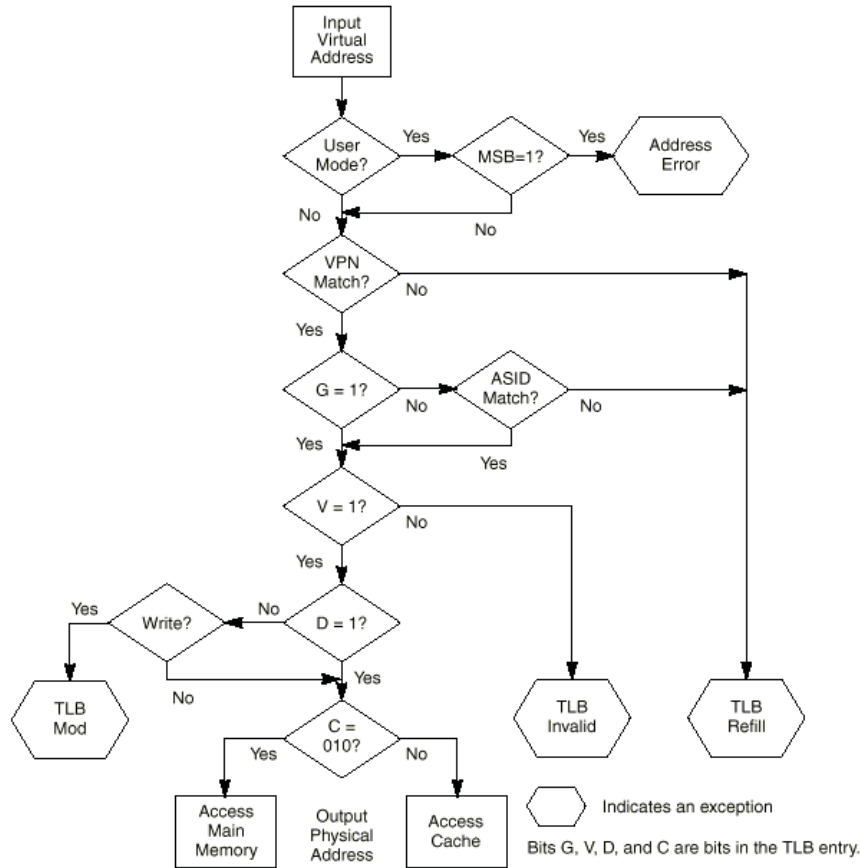 Input
Virtual
Address
User
Mode?
Yes
MSB=1?
Yes
Address
Error
No
No
VPN
Match?
No
Yes
G = 1?
No
ASID
Match?
No
Yes
Yes
V = 1?
No
Yes
Yes
Write?
No
D = 1?
TLB
Mod
No
Yes
TLB
Invalid
TLB
Refill
C =
010?
Yes
No
Access
Main
Memory
Output
Physical
Address
Access
Cache
Indicates an exception
Bits G, V, D, and C are bits in the TLB entry.